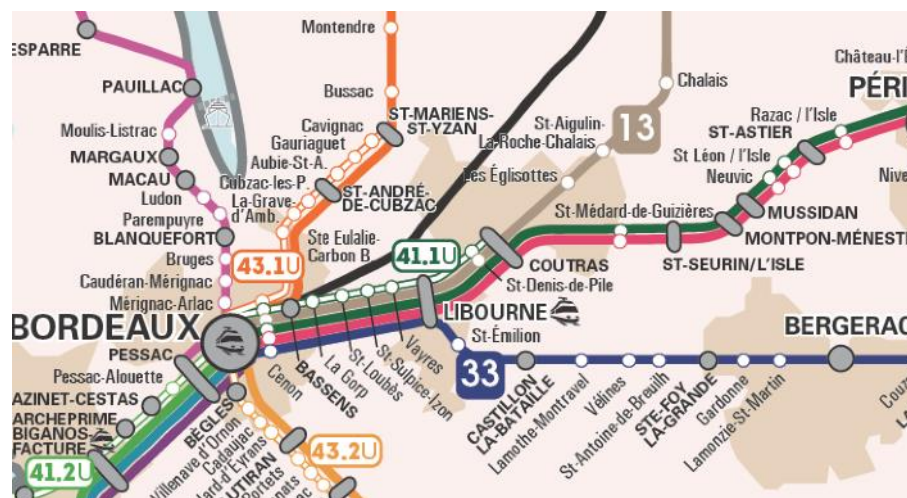 Montendre
ESPARRE
Château-l'É
PAUILLAC
Bussac
Chalais
PÉRI
ST-MARIENS-
ST-YZAN
Moulis-Listrac
Cavignac
Gauriaguet
St-Aigulin-
La-Roche-Chalais
13
Razac / l'Isle
ST-ASTIER
MARGAUX
Aubie-St-A.
St Léon / l'Isle
MACAU
Cubzac-les-P.
Les Églisottes
Neuvic
Nive
Ludon
La-Grave-
d'Amb.
ST-ANDRÉ-
DE-CUBZAC
Parempuyre
St-Médard-de-Guizières
MUSSIDAN
BLANQUEFORT
Ste Eulalie-
Carbon B
MONTPON-MÉNEST
Bruges
43.1U
41.1U
COUTRAS
ST-SEURIN/L'ISLE
Caudéran-Mérignac
St-Denis-de-Pile
Mérignac-Arlac
LIBOURNE
BORDEAUX
St-Émilion
BERGERAC
PESSAC
Vayres
St-Sulpice-Izon
St-Loubès
La Gorp
BASSENS
Cenon
Pessac-Alouette
33
CASTILLON
LA-BATAILLE
Lamothe-Montravel
Vélines
St-Antoine-de-Breuilh
STE-FOY
LA-GRANDE
Gardonne
Lamonzie-St-Martin
Couz
AZINET-CESTAS
ARCHEPRIME
BIGANOS-
FACTURE
BÈGLES
Villenave d'Ornon
Cadaujac
ard-d'Eyrans
UTIRAN
Portets
41.2U
43.2U